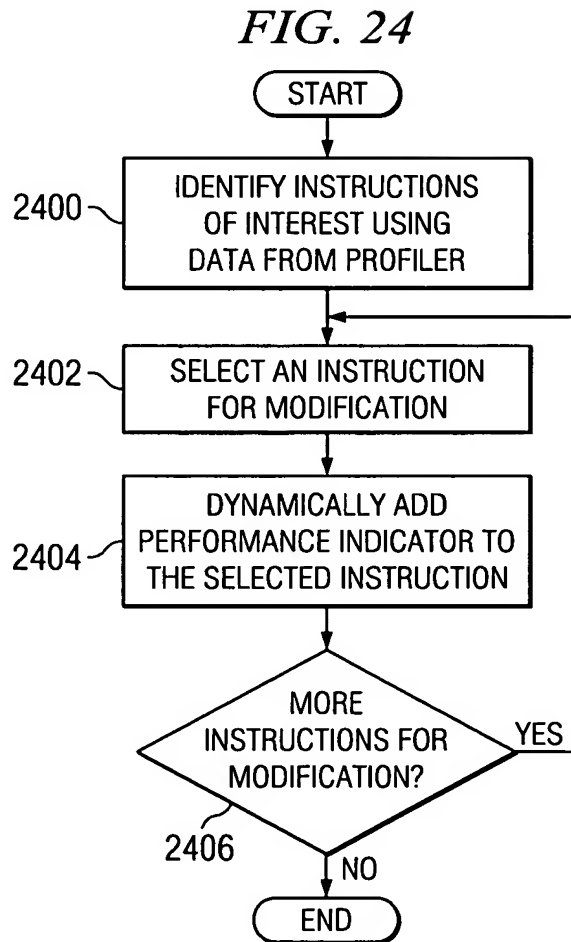 FIG. 24
START
2400
IDENTIFY INSTRUCTIONS
OF INTEREST USING
DATA FROM PROFILER
2402
SELECT AN INSTRUCTION
FOR MODIFICATION
2404
DYNAMICALLY ADD
PERFORMANCE INDICATOR TO
THE SELECTED INSTRUCTION
MORE
INSTRUCTIONS FOR
MODIFICATION?
YES
2406
NO
END